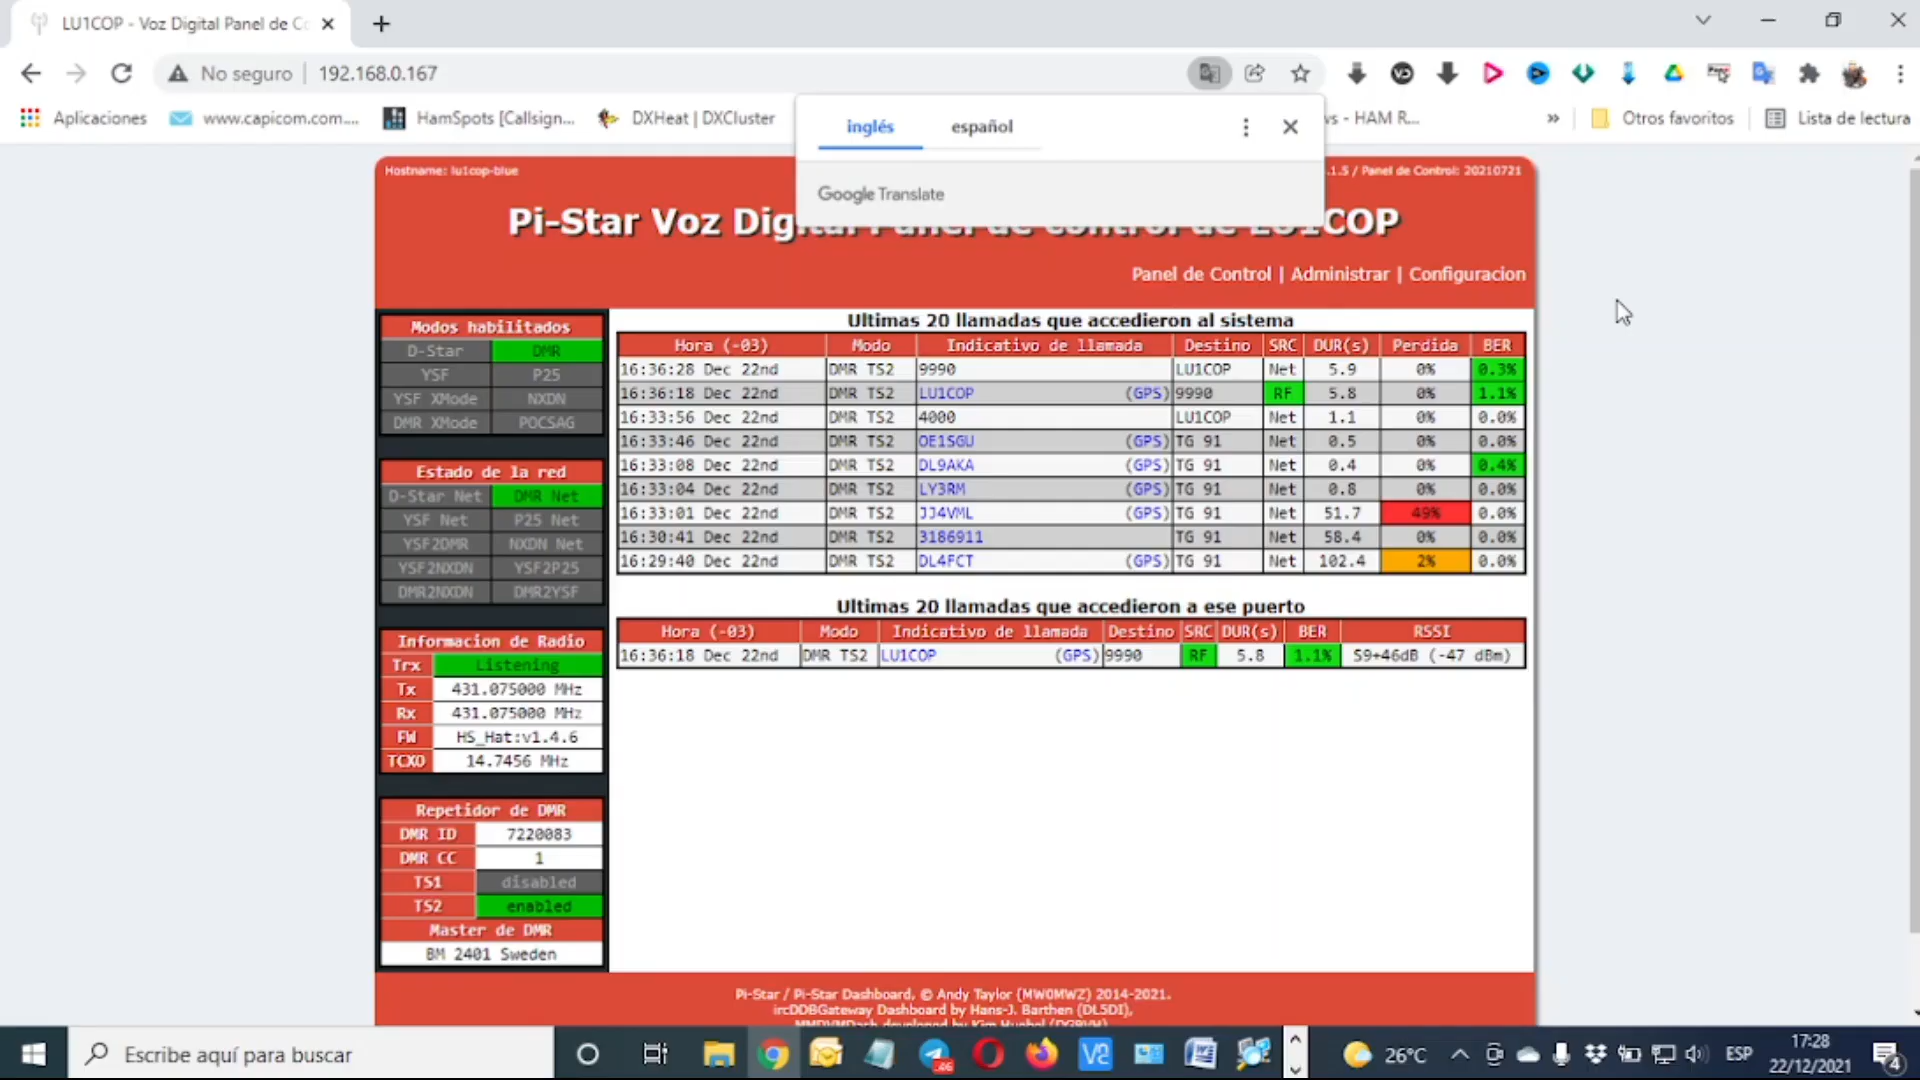 LU1COP - Voz Digital Panel de Co
No seguro
192.168.0.167
Aplicaciones
www.capicom.com....
HamSpots [Callsign...
DXHeat | DXCluster
vs - HAM R...
»
Otros favoritos
Lista de lectura
inglés
español
Google Translate
Hostname: lu1cop-blue
.1.5 / Panel de Control: 20210721
Pi-Star Voz Digital Panel de control de LU1COP
Panel de Control | Administrar | Configuracion
Modos habilitados
D-Star DMR
YSF P25
YSF XMode NXDN
DMR XMode POCSAG
Estado de la red
D-Star Net DMR Net
YSF Net P25 Net
YSF2DMR NXDN Net
YSF2NXDN YSF2P25
DMR2NXDN DMR2YSF
Informacion de Radio
Trx Listening
Tx 431.075000 MHz
Rx 431.075000 MHz
FW HS_Hat:v1.4.6
TCXO 14.7456 MHz
Repetidor de DMR
DMR ID 7220083
DMR CC 1
TS1 disabled
TS2 enabled
Master de DMR
BM 2401 Sweden
Ultimas 20 llamadas que accedieron al sistema
Hora (-03) Modo Indicativo de llamada Destino SRC DUR(s) Perdida BER
16:36:28 Dec 22nd DMR TS2 9990 LU1COP Net 5.9 0% 0.3%
16:36:18 Dec 22nd DMR TS2 LU1COP (GPS) 9990 RF 5.8 0% 1.1%
16:33:56 Dec 22nd DMR TS2 4000 LU1COP Net 1.1 0% 0.0%
16:33:46 Dec 22nd DMR TS2 OE1SGU (GPS) TG 91 Net 0.5 0% 0.0%
16:33:08 Dec 22nd DMR TS2 DL9AKA (GPS) TG 91 Net 0.4 0% 0.4%
16:33:04 Dec 22nd DMR TS2 LY3RM (GPS) TG 91 Net 0.8 0% 0.0%
16:33:01 Dec 22nd DMR TS2 JJ4VML (GPS) TG 91 Net 51.7 49% 0.0%
16:30:41 Dec 22nd DMR TS2 3186911 TG 91 Net 58.4 0% 0.0%
16:29:40 Dec 22nd DMR TS2 DL4FCT (GPS) TG 91 Net 102.4 2% 0.0%
Ultimas 20 llamadas que accedieron a ese puerto
Hora (-03) Modo Indicativo de llamada Destino SRC DUR(s) BER RSSI
16:36:18 Dec 22nd DMR TS2 LU1COP (GPS) 9990 RF 5.8 1.1% S9+46dB (-47 dBm)
Pi-Star / Pi-Star Dashboard, © Andy Taylor (MW0MWZ) 2014-2021.
ircDDBGateway Dashboard by Hans-J. Barthen (DL5DI),
MMDVMDash developed by Kim Huebel (DG9VH)
Escribe aquí para buscar
26°C
ESP
17:28
22/12/2021
4